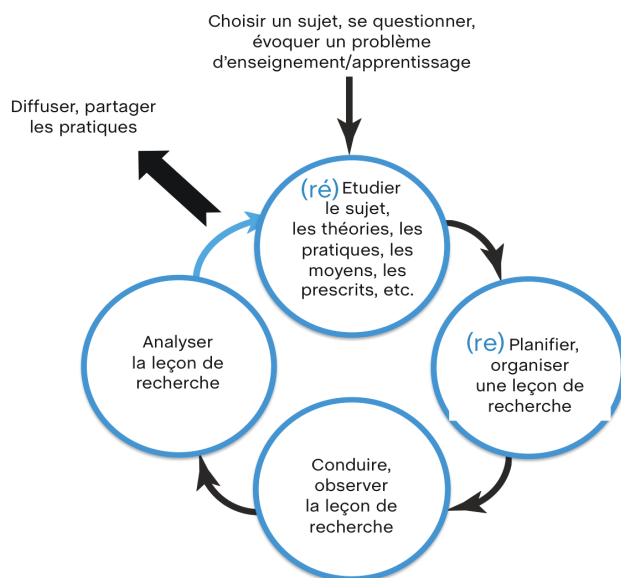 Choisir un sujet, se questionner,
évoquer un problème
d'enseignement/apprentissage
Diffuser, partager
les pratiques
(ré) Etudier
le sujet,
les théories, les
pratiques, les
moyens, les
prescrits, etc.
(re) Planifier,
organiser
une leçon de
recherche
Conduire,
observer
la leçon de
recherche
Analyser
la leçon de
recherche